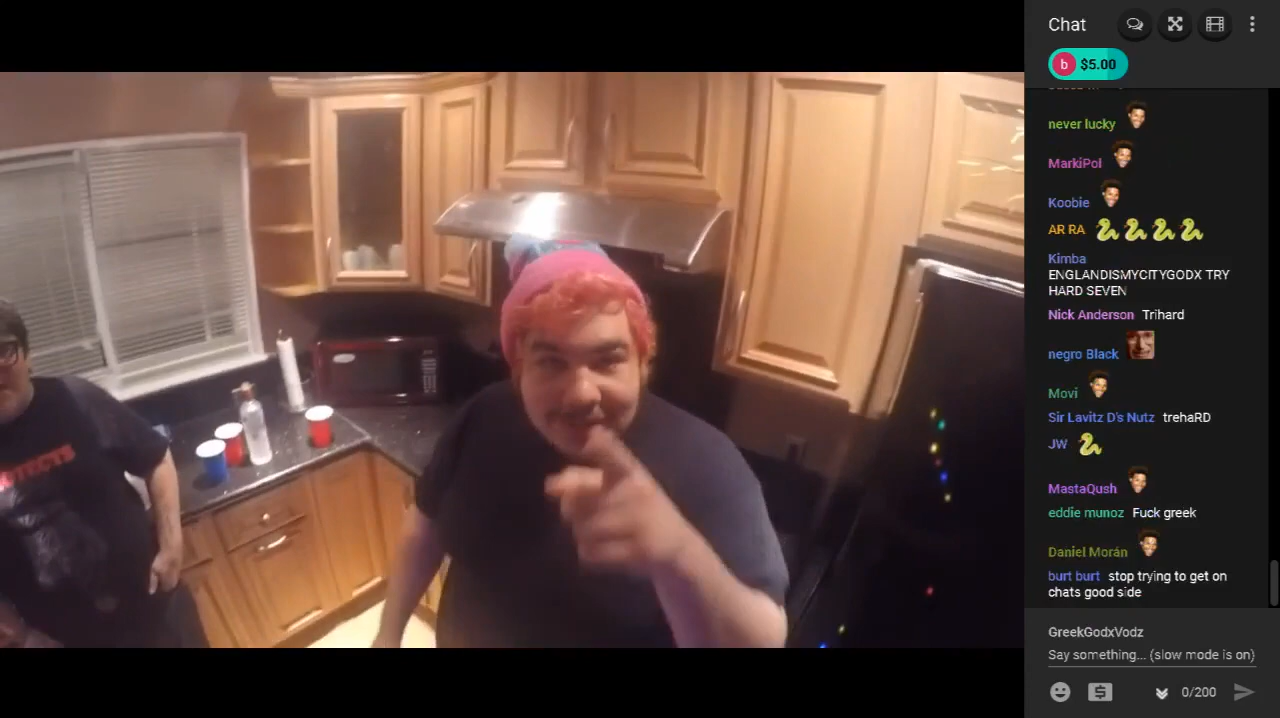 Chat
b $5.00
never lucky
MarkiPol
Koobie
AR RA
Kimba
ENGLANDISMYCITYGODX TRY
HARD SEVEN
Nick Anderson Trihard
negro Black
Movi
Sir Lavitz D's Nutz trehaRD
JW
MastaQush
eddie munoz Fuck greek
Daniel Morán
burt burt stop trying to get on
chats good side
GreekGodxVodz
Say something... (slow mode is on)
0/200